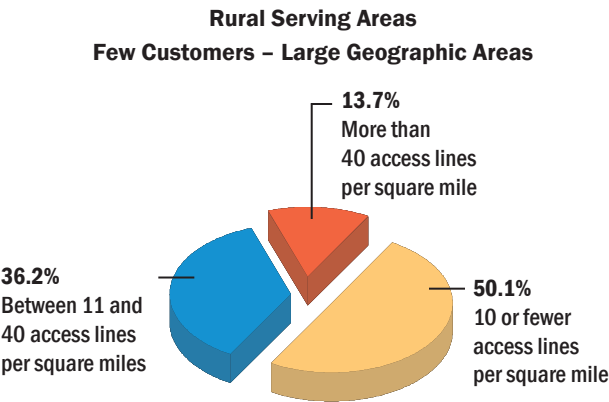 Rural Serving Areas
Few Customers – Large Geographic Areas
13.7%
More than
40 access lines
per square mile
36.2%
Between 11 and
40 access lines
per square miles
50.1%
10 or fewer
access lines
per square mile